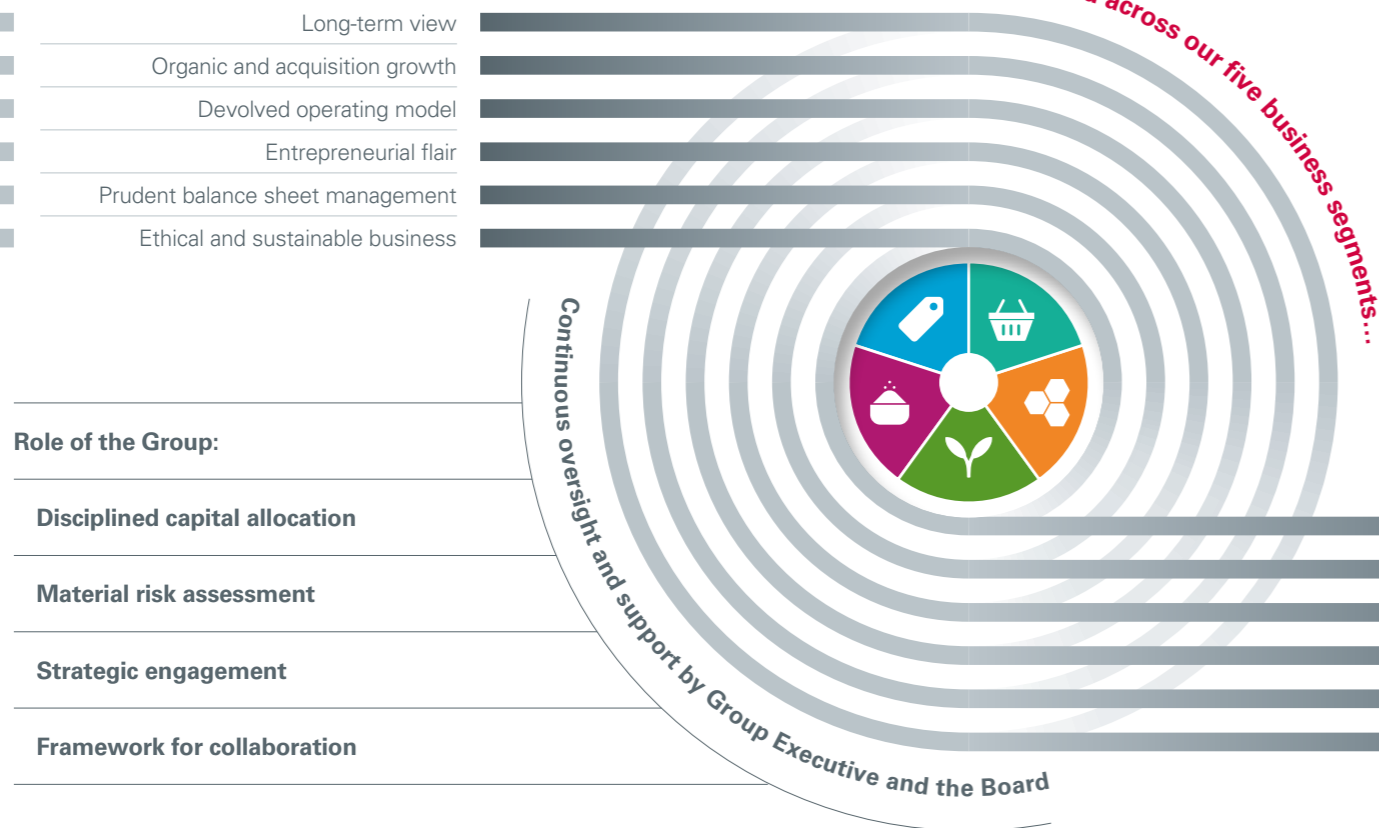 Long-term view
Organic and acquisition growth
Devolved operating model
Entrepreneurial flair
Prudent balance sheet management
Ethical and sustainable business
across our five business segments…
Continuous oversight and support by Group Executive and the Board
Role of the Group:
Disciplined capital allocation
Material risk assessment
Strategic engagement
Framework for collaboration